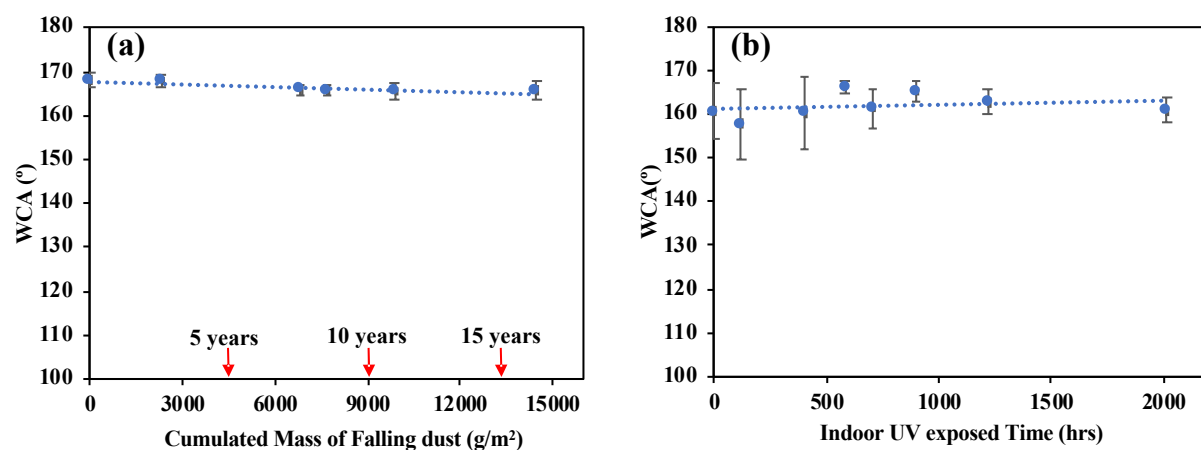 (a)
180
170
160
150
140
130
120
110
100
WCA (º)
5 years 10 years 15 years
0 3000 6000 9000 12000 15000
Cumulated Mass of Falling dust (g/m²)
(b)
180
170
160
150
140
130
120
110
100
WCA(º)
0 500 1000 1500 2000
Indoor UV exposed Time (hrs)